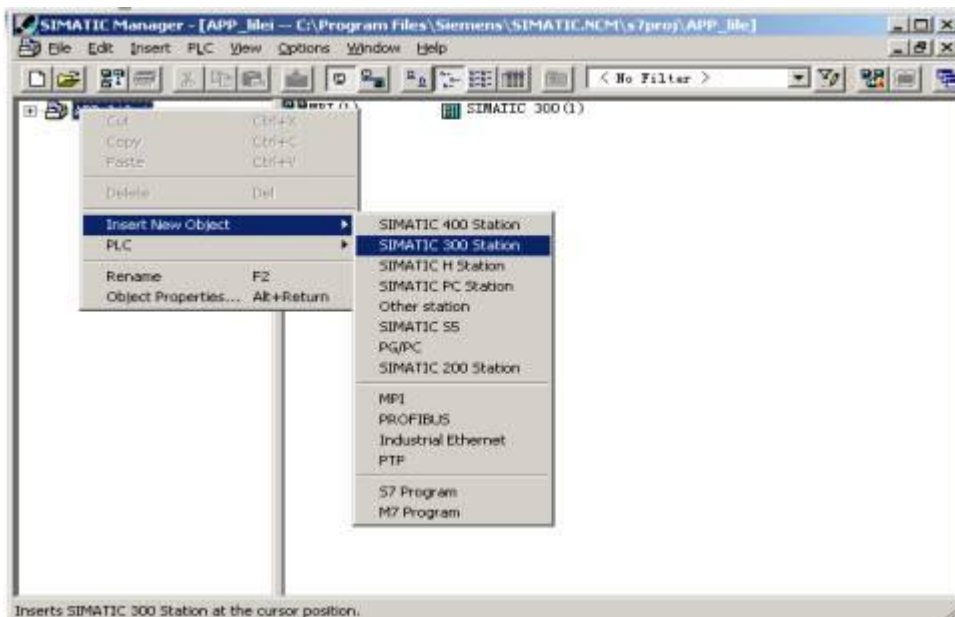 SIMATIC Manager - [APP_lilei -- C:\Program Files\Siemens\SIMATIC.NCM\s7proj\APP_lile]
File Edit Insert PLC View Options Window Help
< No Filter >
SIMATIC 300(1)
Cut Ctrl+X
Copy Ctrl+C
Paste Ctrl+V
Delete Del
Insert New Object
PLC
Rename F2
Object Properties... Alt+Return
SIMATIC 400 Station
SIMATIC 300 Station
SIMATIC H Station
SIMATIC PC Station
Other station
SIMATIC S5
PG/PC
SIMATIC 200 Station
MPI
PROFIBUS
Industrial Ethernet
PTP
S7 Program
M7 Program
Inserts SIMATIC 300 Station at the cursor position.